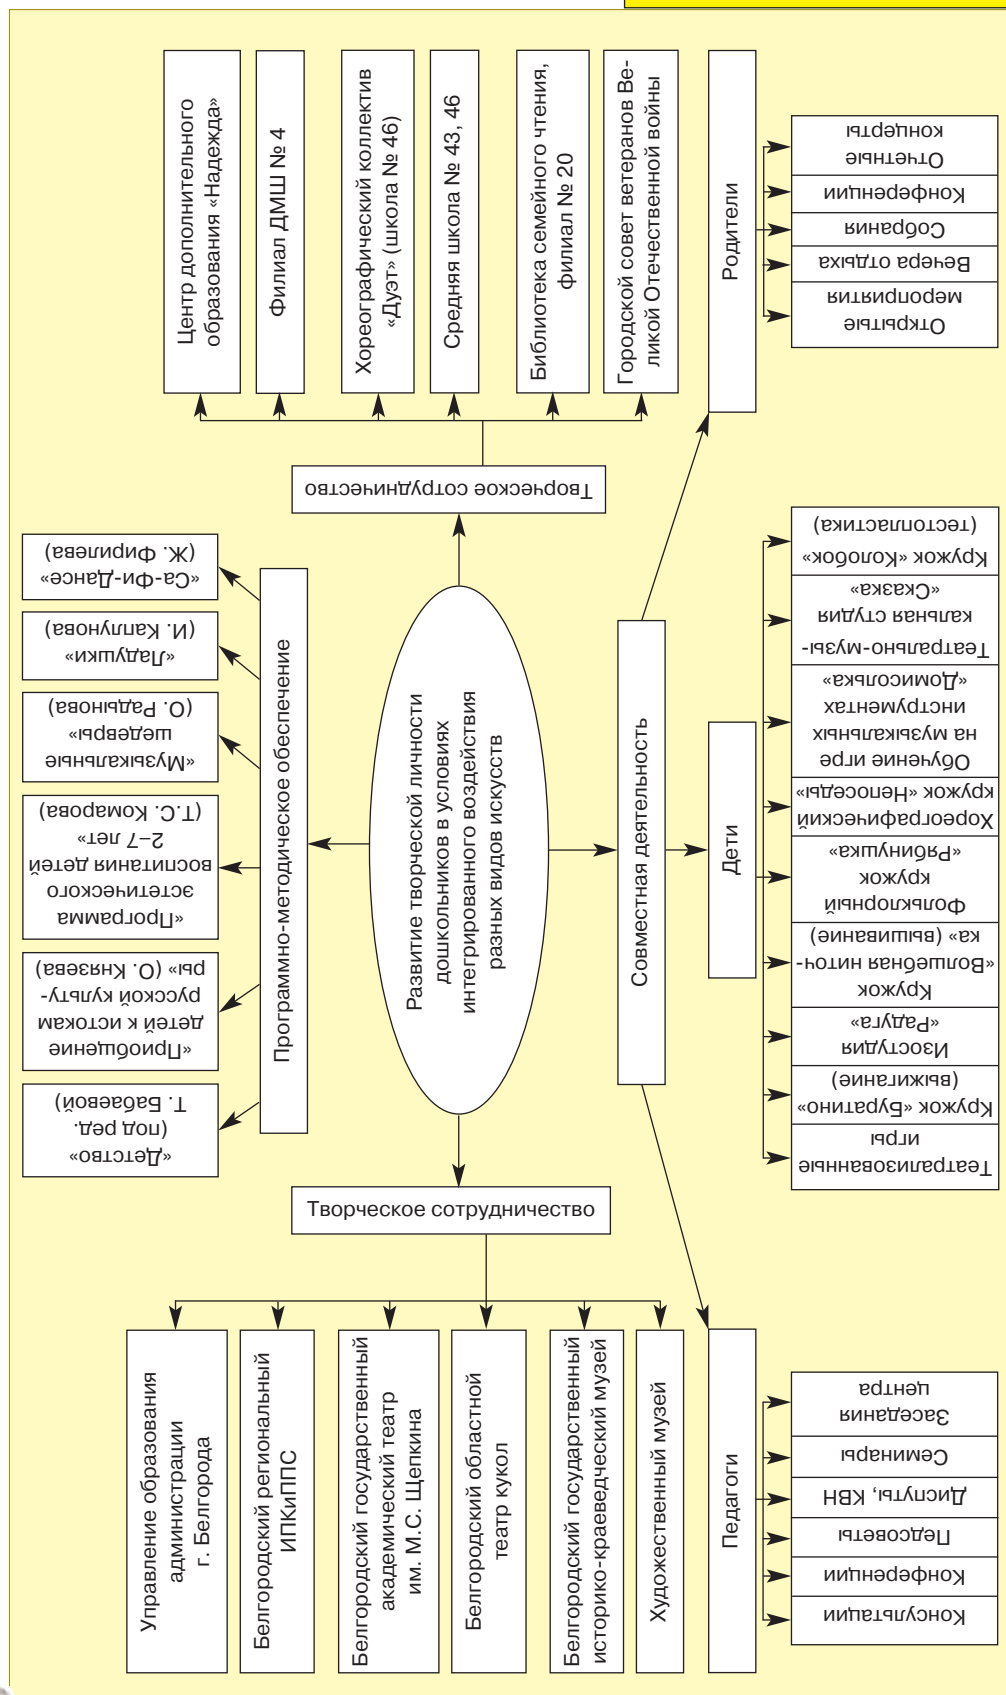 «Детство»
(под ред.
Т. Бабаевой)
«Приобщение
детей к истокам
русской культу-
ры» (О. Князева)
«Программа
эстетического
воспитания детей
2–7 лет»
(Т.С. Комарова)
«Музыкальные
шедевры»
(О. Радынова)
«Ладушки»
(И. Каплунова)
«Са-Фи-Дансе»
(Ж. Фирилева)
Программно-методическое обеспечение
Развитие творческой личности
дошкольников в условиях
интегрированного воздействия
разных видов искусств
Творческое сотрудничество
Управление образования
администрации
г. Белгорода
Белгородский региональный
ИПКиППС
Белгородский государственный
академический театр
им. М.С. Щепкина
Белгородский областной
театр кукол
Белгородский государственный
историко-краеведческий музей
Художественный музей
Творческое сотрудничество
Центр дополнительного
образования «Надежда»
Филиал ДМШ № 4
Хореографический коллектив
«Дуэт» (школа № 46)
Средняя школа № 43, 46
Библиотека семейного чтения,
филиал № 20
Городской совет ветеранов Ве-
ликой Отечественной войны
Совместная деятельность
Педагоги
Консультации
Конференции
Педсоветы
Диспуты, КВН
Семинары
Заседания
центра
Дети
Театрализованные
игры
Кружок «Буратино»
(выжигание)
Изостудия
«Радуга»
Кружок
«Волшебная ниточ-
ка» (вышивание)
Фольклорный
кружок
«Рябинушка»
Хореографический
кружок «Непоседы»
Обучение игре
на музыкальных
инструментах
«Домисолька»
Театрально-музы-
кальная студия
«Сказка»
Кружок «Колобок»
(тестопластика)
Родители
Открытые
мероприятия
Вечера отдыха
Собрания
Конференции
Отчетные
концерты